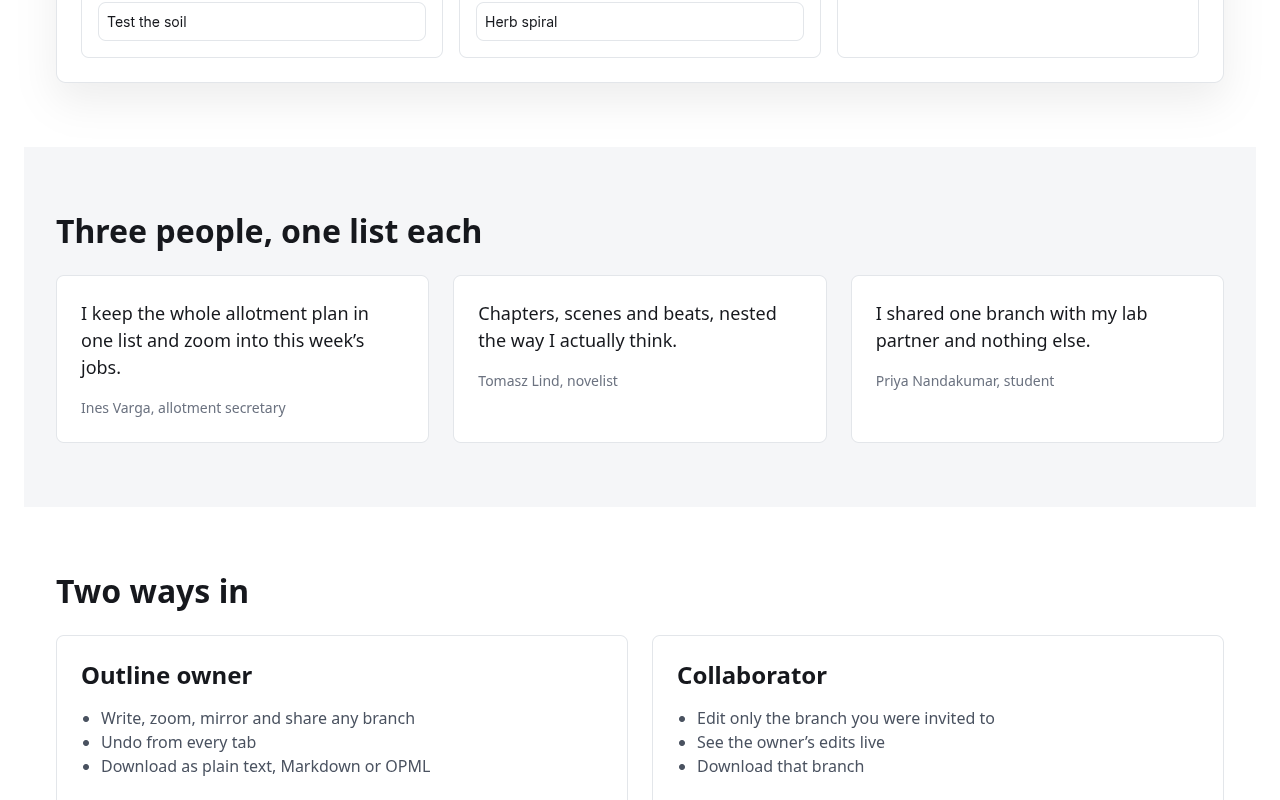 Test the soil
Herb spiral
Three people, one list each
I keep the whole allotment plan in
one list and zoom into this week’s
jobs.
Ines Varga, allotment secretary
Chapters, scenes and beats, nested
the way I actually think.
Tomasz Lind, novelist
I shared one branch with my lab
partner and nothing else.
Priya Nandakumar, student
Two ways in
Outline owner
Write, zoom, mirror and share any branch
Undo from every tab
Download as plain text, Markdown or OPML
Collaborator
Edit only the branch you were invited to
See the owner’s edits live
Download that branch